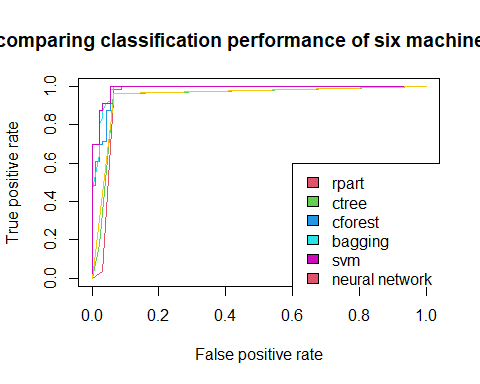 comparing classification performance of six machine
True positive rate
1.0
0.8
0.6
0.4
0.2
0.0
rpart
ctree
cforest
bagging
svm
neural network
0.0 0.2 0.4 0.6 0.8 1.0
False positive rate